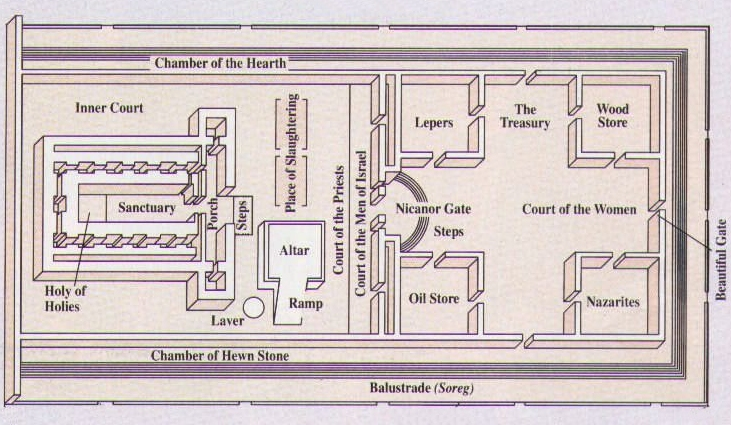 Chamber of the Hearth
Inner Court
Place of Slaughtering
Lepers
The
Treasury
Wood
Store
Court of the Priests
Court of the Men of Israel
Sanctuary
Porch
Steps
Nicanor Gate
Steps
Court of the Women
Beautiful Gate
Altar
Holy of
Holies
Laver
Ramp
Oil Store
Nazarites
Chamber of Hewn Stone
Balustrade (Soreg)